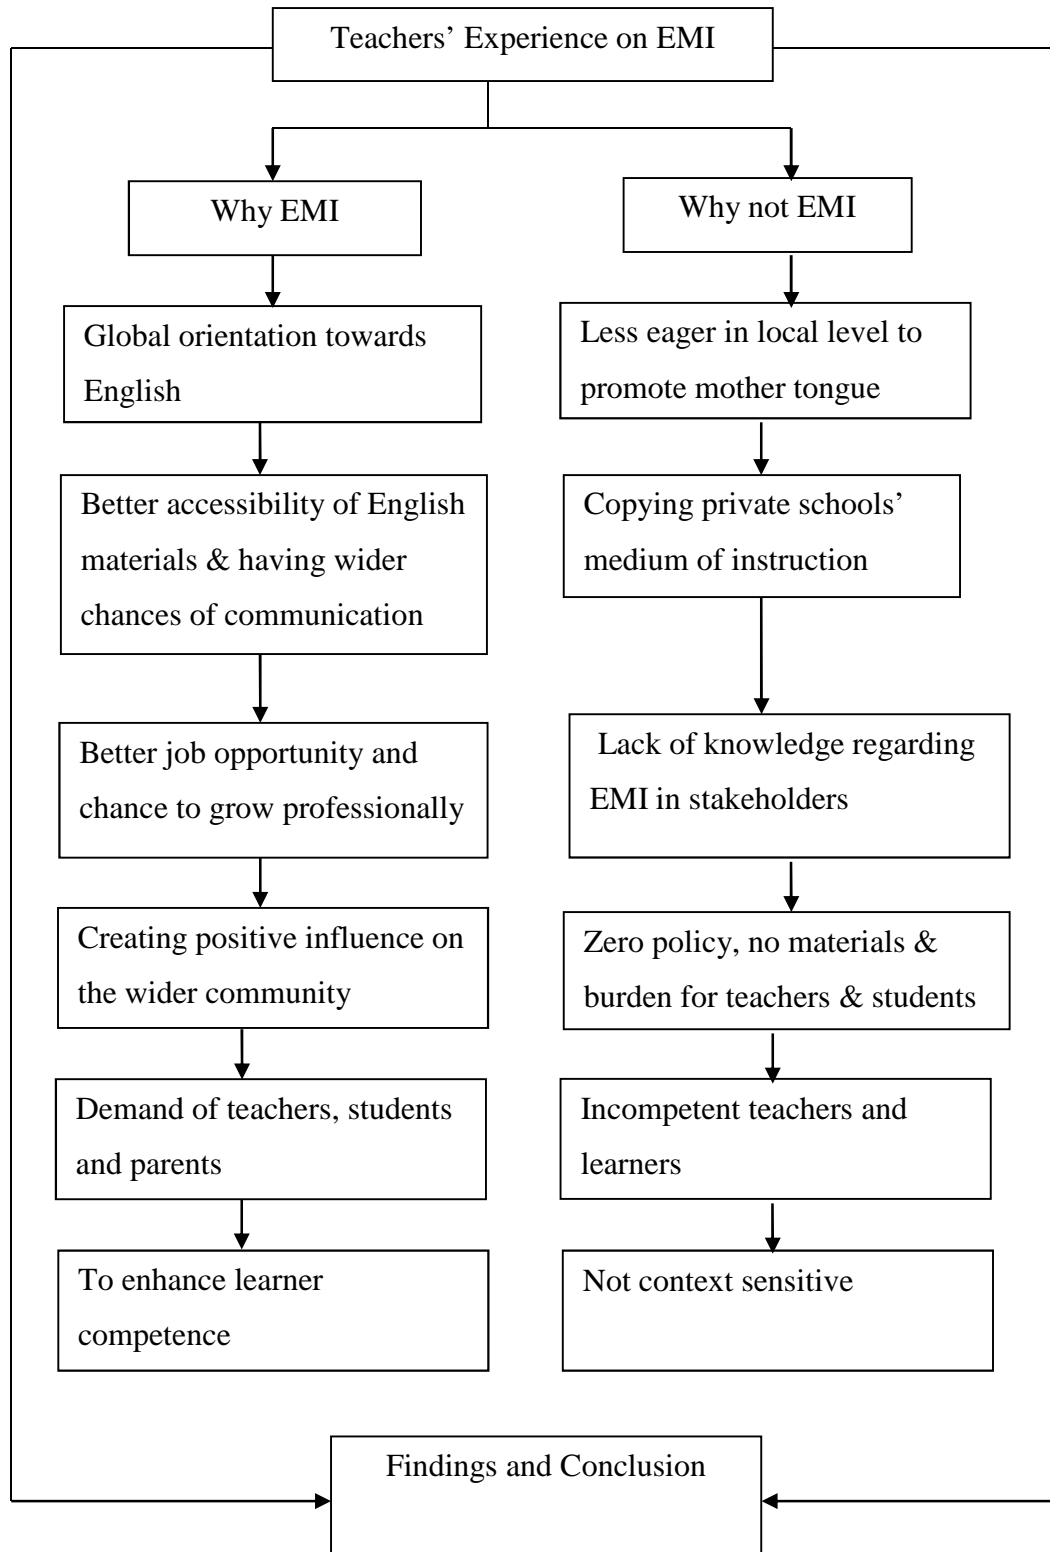 Teachers’ Experience on EMI
Why EMI
Why not EMI
Global orientation towards
English
Less eager in local level to
promote mother tongue
Better accessibility of English
materials & having wider
chances of communication
Copying private schools’
medium of instruction
Better job opportunity and
chance to grow professionally
Lack of knowledge regarding
EMI in stakeholders
Creating positive influence on
the wider community
Zero policy, no materials &
burden for teachers & students
Demand of teachers, students
and parents
Incompetent teachers and
learners
To enhance learner
competence
Not context sensitive
Findings and Conclusion